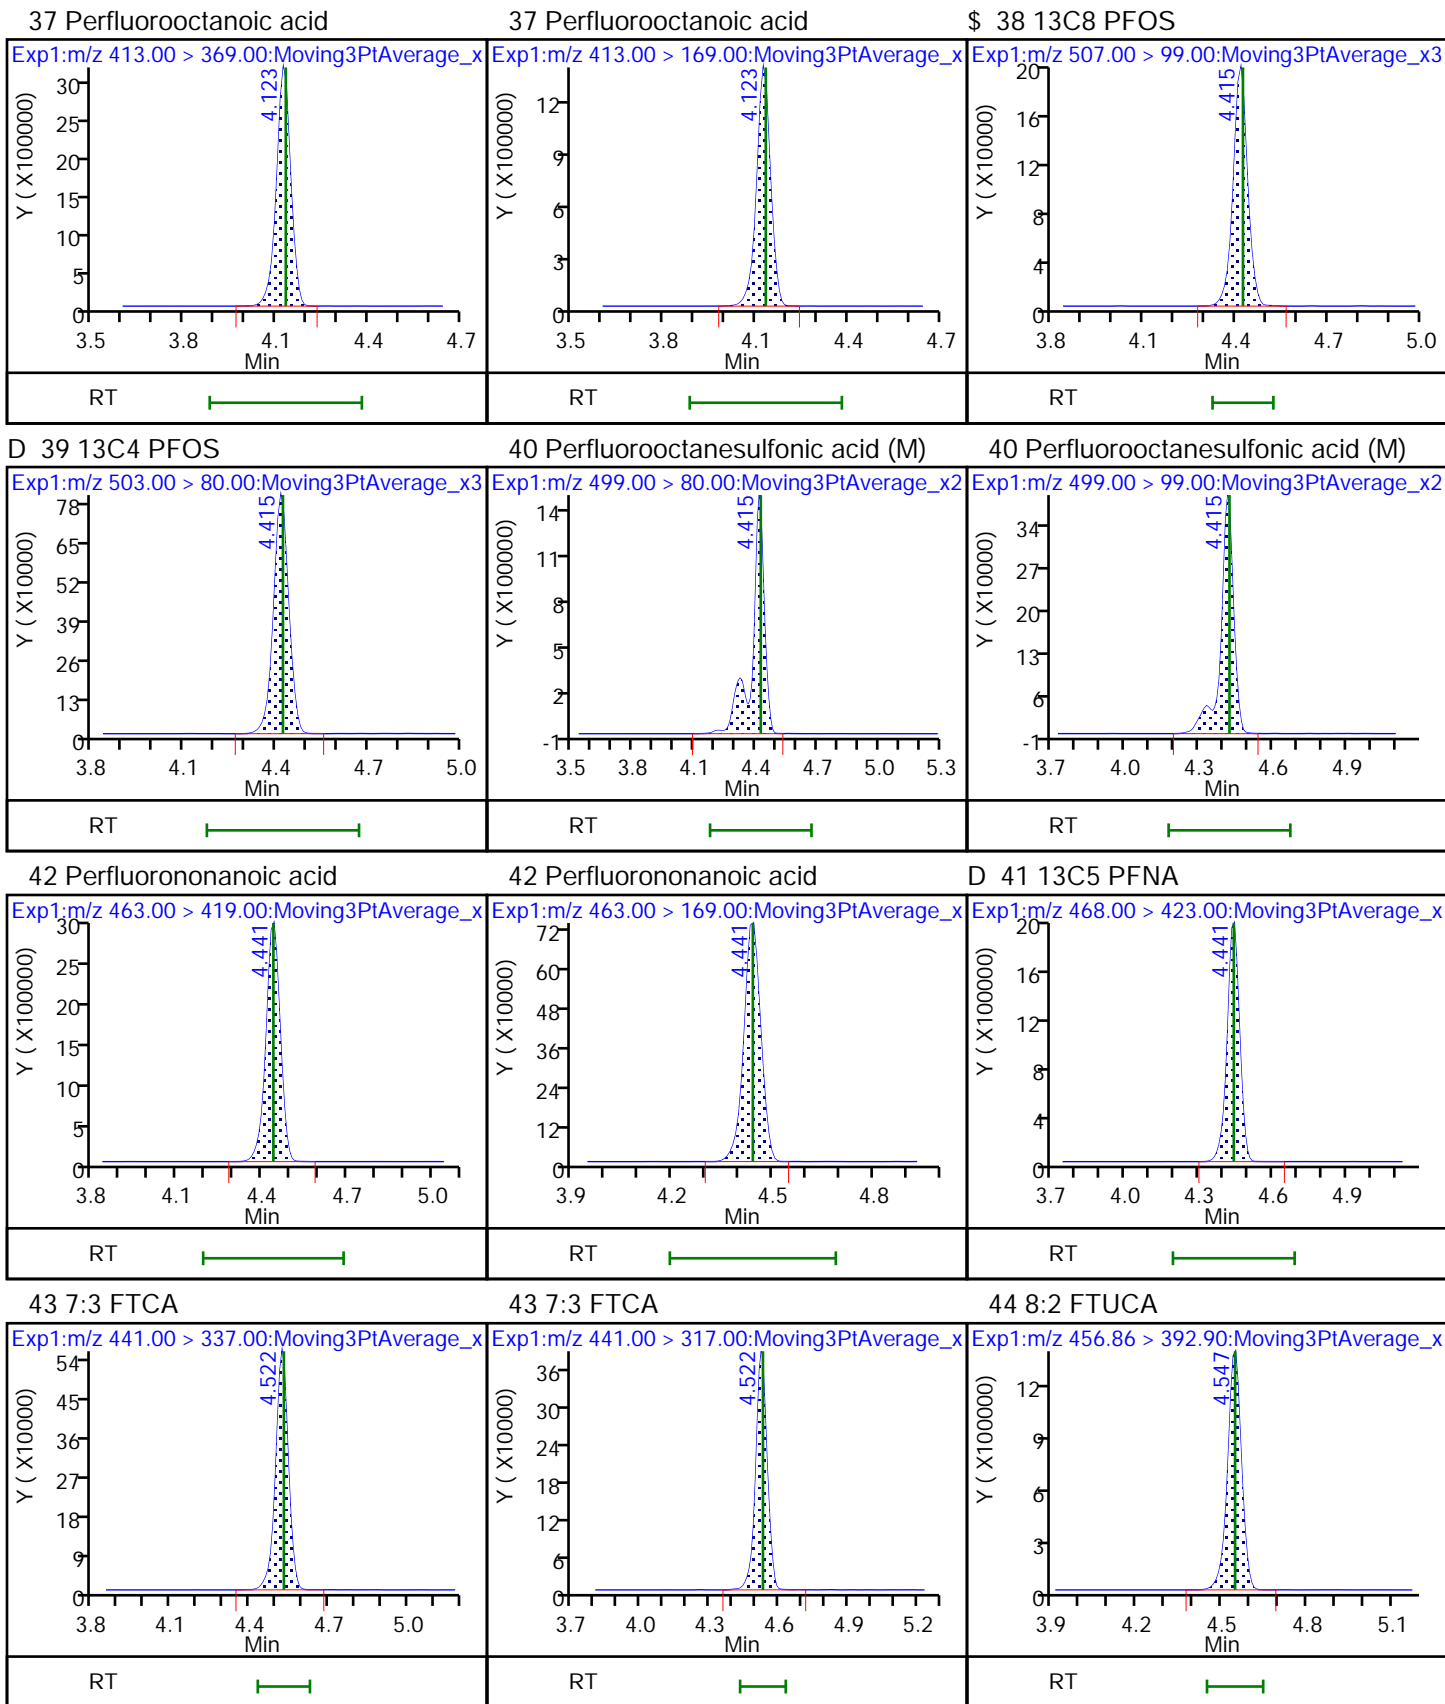 37 Perfluorooctanoic acid
Exp1:m/z 413.00 > 369.00:Moving3PtAverage_x
Y ( X100000)
30
25
20
15
10
5
0
4.123
3.5 3.8 4.1 4.4 4.7
Min
RT
37 Perfluorooctanoic acid
Exp1:m/z 413.00 > 169.00:Moving3PtAverage_x
Y ( X100000)
12
9
6
3
0
4.123
3.5 3.8 4.1 4.4 4.7
Min
RT
$ 38 13C8 PFOS
Exp1:m/z 507.00 > 99.00:Moving3PtAverage_x3
Y ( X100000)
20
16
12
8
4
0
4.415
3.8 4.1 4.4 4.7 5.0
Min
RT
D 39 13C4 PFOS
Exp1:m/z 503.00 > 80.00:Moving3PtAverage_x3
Y ( X10000)
78
65
52
39
26
13
0
4.415
3.8 4.1 4.4 4.7 5.0
Min
RT
40 Perfluorooctanesulfonic acid (M)
Exp1:m/z 499.00 > 80.00:Moving3PtAverage_x2
Y ( X100000)
14
11
8
5
2
-1
4.415
3.5 3.8 4.1 4.4 4.7 5.0 5.3
Min
RT
40 Perfluorooctanesulfonic acid (M)
Exp1:m/z 499.00 > 99.00:Moving3PtAverage_x2
Y ( X10000)
34
27
20
13
6
-1
4.415
3.7 4.0 4.3 4.6 4.9
Min
RT
42 Perfluorononanoic acid
Exp1:m/z 463.00 > 419.00:Moving3PtAverage_x
Y ( X100000)
30
25
20
15
10
5
0
4.441
3.8 4.1 4.4 4.7 5.0
Min
RT
42 Perfluorononanoic acid
Exp1:m/z 463.00 > 169.00:Moving3PtAverage_x
Y ( X10000)
72
60
48
36
24
12
0
4.441
3.9 4.2 4.5 4.8
Min
RT
D 41 13C5 PFNA
Exp1:m/z 468.00 > 423.00:Moving3PtAverage_x
Y ( X100000)
20
16
12
8
4
0
4.441
3.7 4.0 4.3 4.6 4.9
Min
RT
43 7:3 FTCA
Exp1:m/z 441.00 > 337.00:Moving3PtAverage_x
Y ( X10000)
54
45
36
27
18
9
0
4.522
3.8 4.1 4.4 4.7 5.0
Min
RT
43 7:3 FTCA
Exp1:m/z 441.00 > 317.00:Moving3PtAverage_x
Y ( X10000)
36
30
24
18
12
6
0
4.522
3.7 4.0 4.3 4.6 4.9 5.2
Min
RT
44 8:2 FTUCA
Exp1:m/z 456.86 > 392.90:Moving3PtAverage_x
Y ( X100000)
12
9
6
3
0
4.547
3.9 4.2 4.5 4.8 5.1
Min
RT